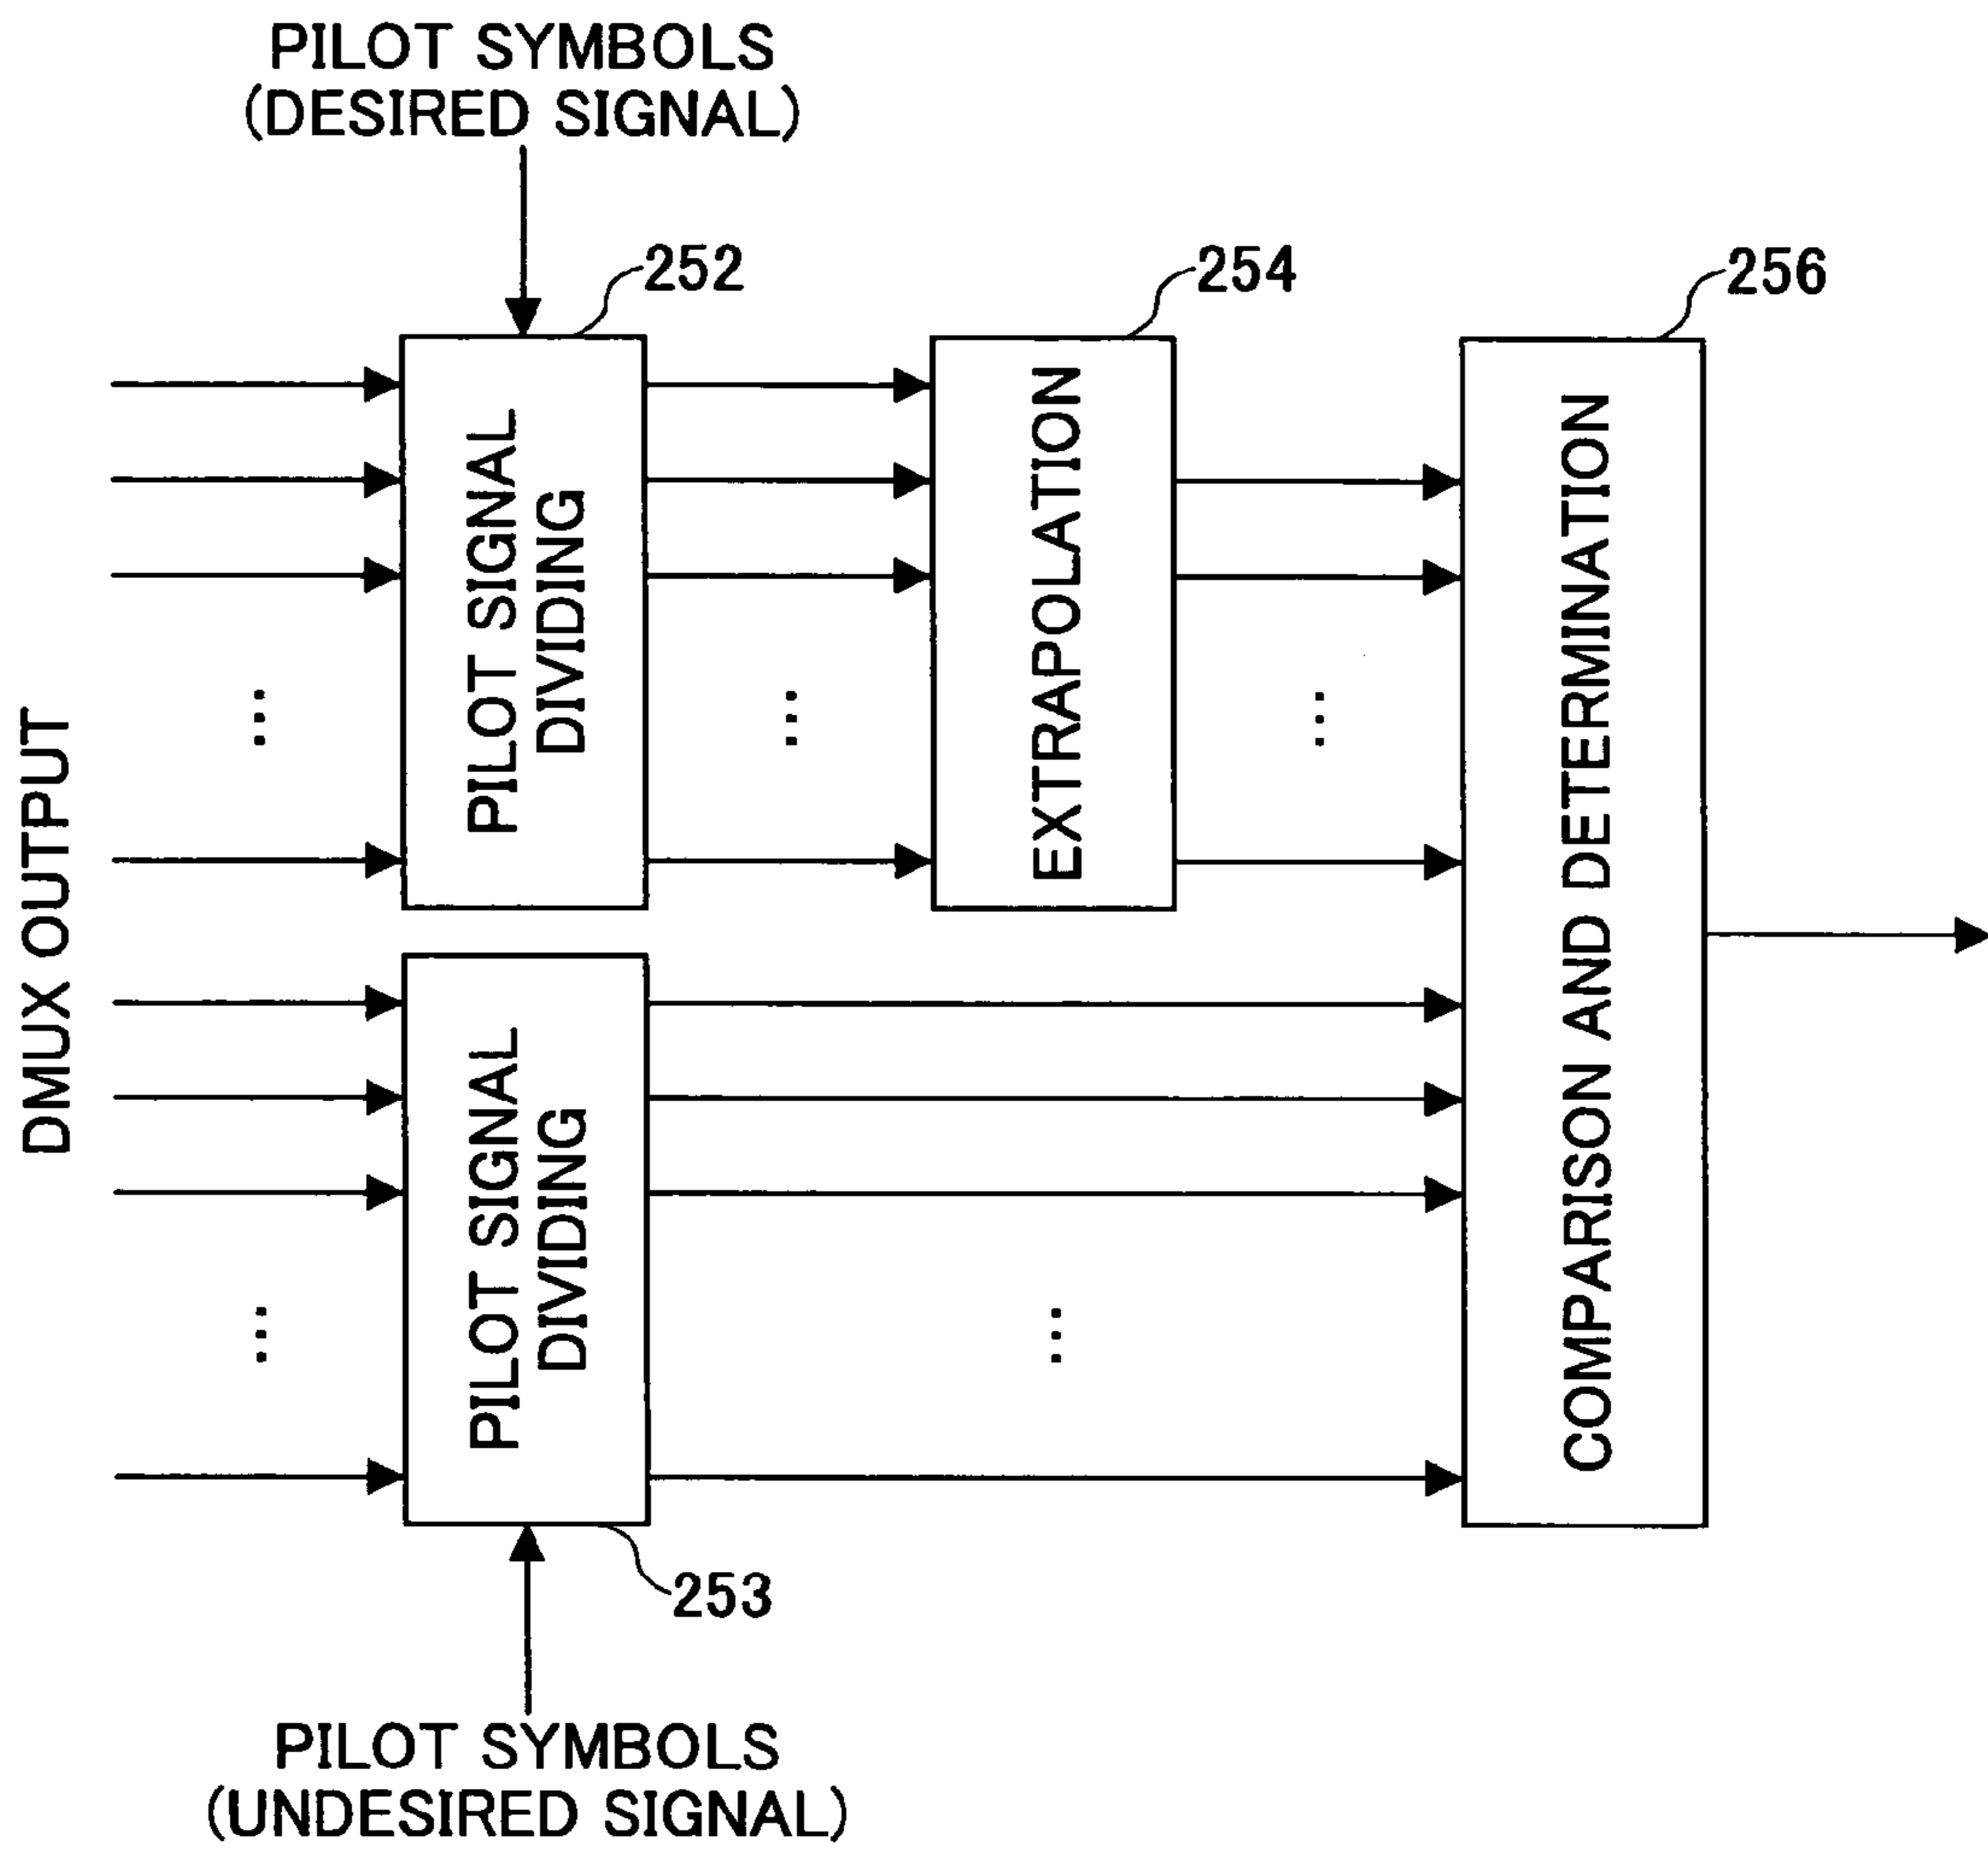 PILOT SYMBOLS
(DESIRED SIGNAL)
252
254
256
DMUX OUTPUT
PILOT SIGNAL
DIVIDING
EXTRAPOLATION
COMPARISON AND DETERMINATION
PILOT SIGNAL
DIVIDING
253
PILOT SYMBOLS
(UNDESIRED SIGNAL)